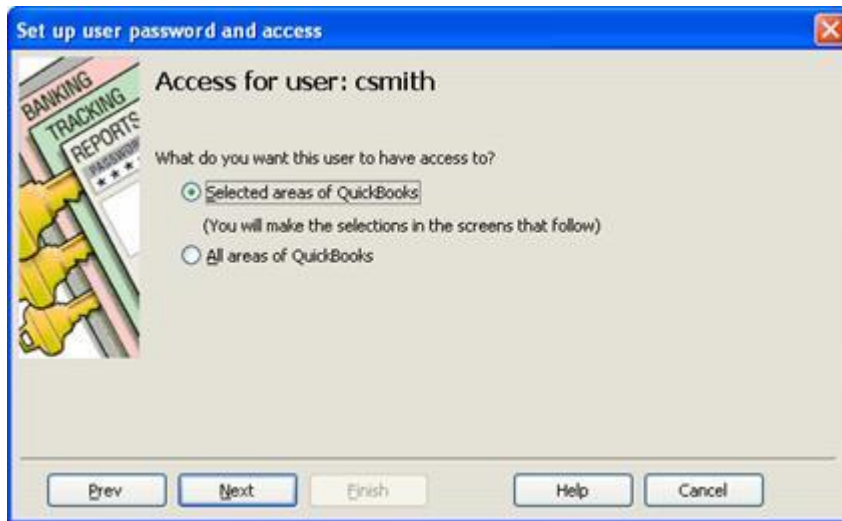 Set up user password and access
BANKING
TRACKING
REPORTS
PASSWORD
* * * *
Access for user: csmith
What do you want this user to have access to?
Selected areas of QuickBooks
(You will make the selections in the screens that follow)
All areas of QuickBooks
Prev
Next
Finish
Help
Cancel